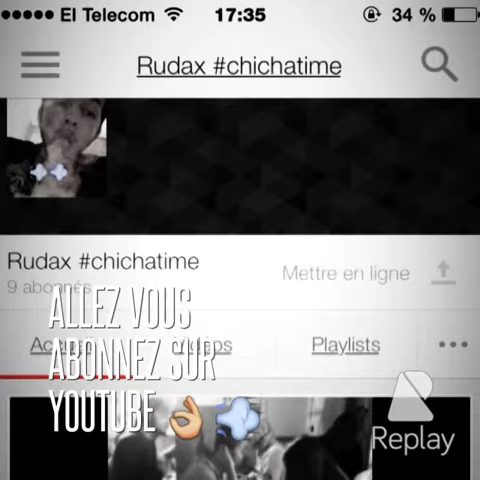 El Telecom 17:35 34 %
Rudax #chichatime
Rudax #chichatime
Mettre en ligne
9 abonnés
ALLEZ VOUS
Playlists
ABONNEZ SUR
YOUTUBE 👌💨
Replay